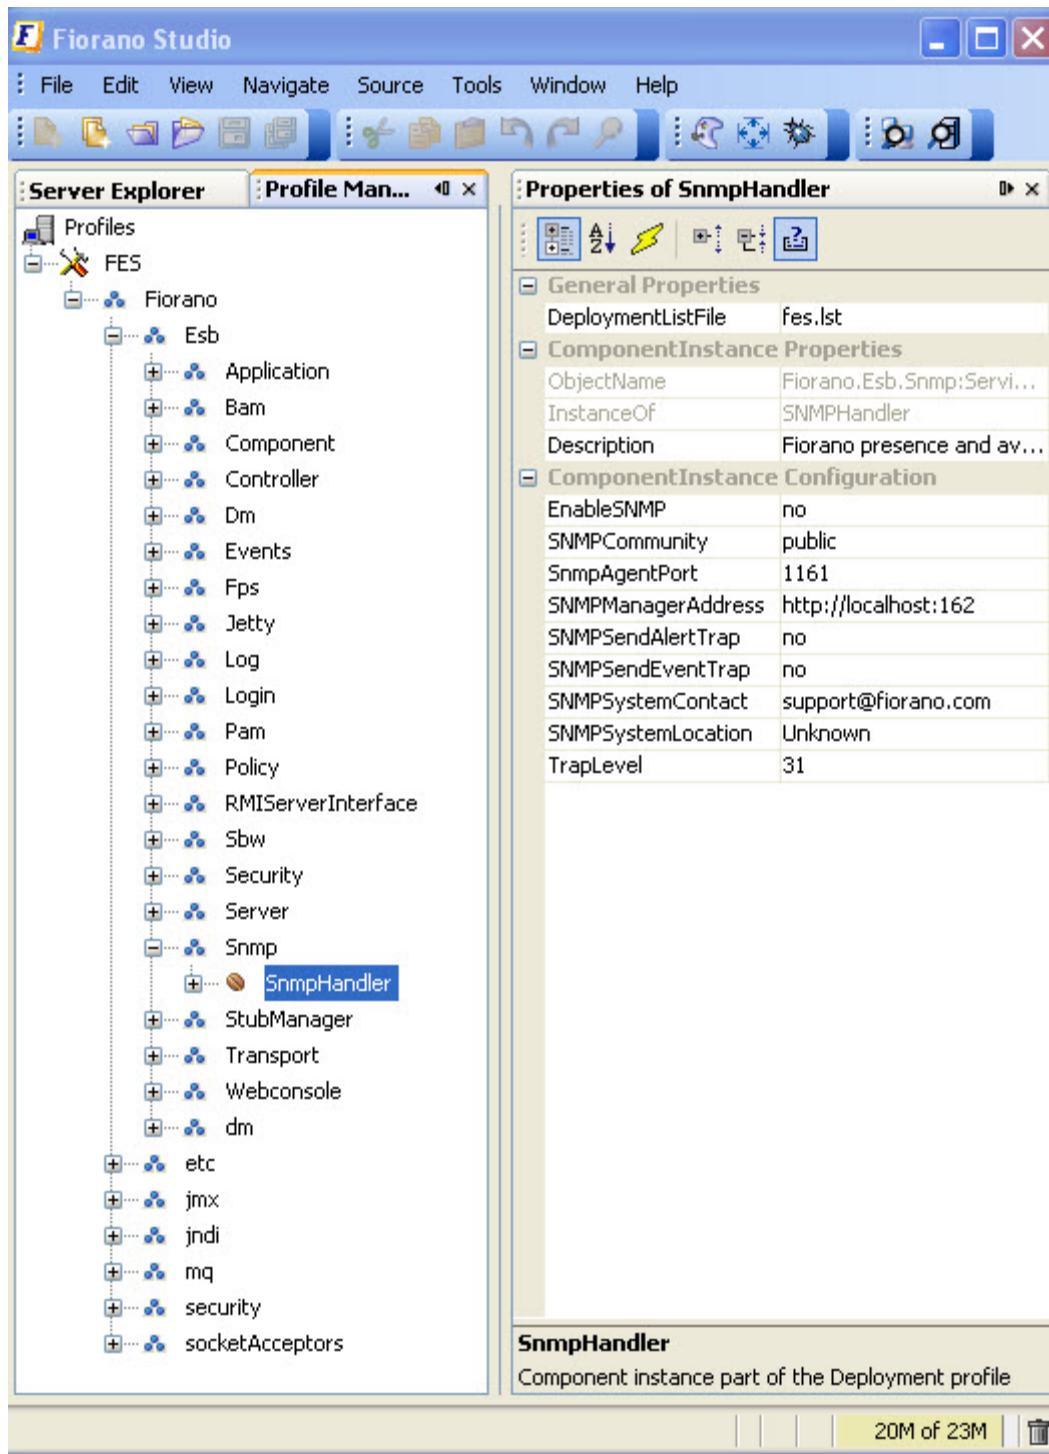 Fiorano Studio
File Edit View Navigate Source Tools Window Help
Server Explorer
Profile Man...
Profiles
FES
Fiorano
Esb
Application
Bam
Component
Controller
Dm
Events
Fps
Jetty
Log
Login
Pam
Policy
RMIServerInterface
Sbw
Security
Server
Snmp
SnmpHandler
StubManager
Transport
Webconsole
dm
etc
jmx
jndi
mq
security
socketAcceptors
Properties of SnmpHandler
General Properties
DeploymentListFile fes.lst
ComponentInstance Properties
ObjectName Fiorano.Esb.Snmp:Servi...
InstanceOf SNMPHandler
Description Fiorano presence and av...
ComponentInstance Configuration
EnableSNMP no
SNMPCommunity public
SnmpAgentPort 1161
SNMPManagerAddress http://localhost:162
SNMPSendAlertTrap no
SNMPSendEventTrap no
SNMPSystemContact support@fiorano.com
SNMPSystemLocation Unknown
TrapLevel 31
SnmpHandler
Component instance part of the Deployment profile
20M of 23M